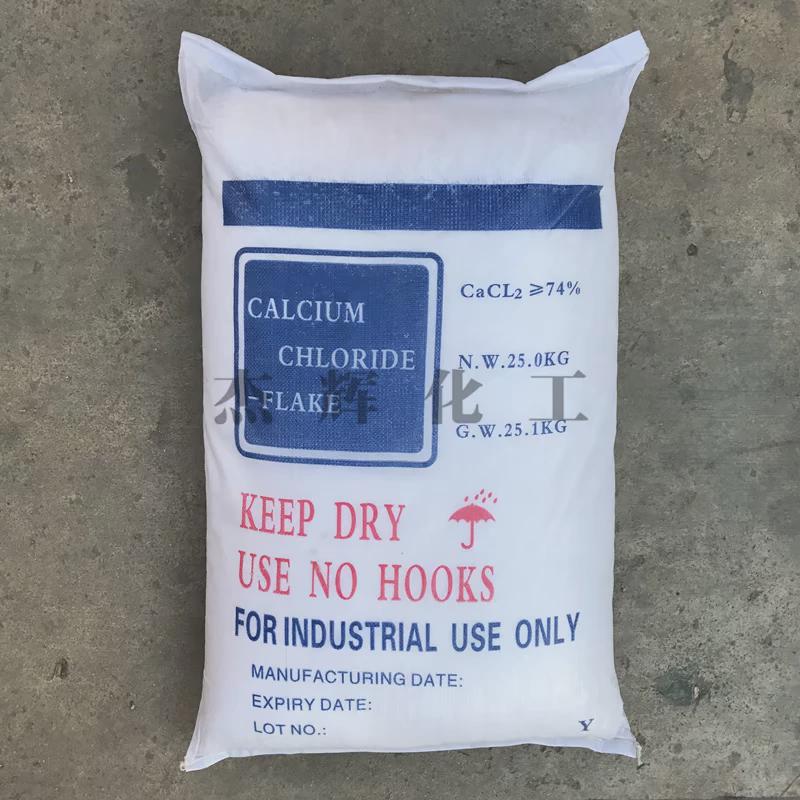 CALCIUM
CHLORIDE
-FLAKE
CaCL₂ ≥74%
N.W.25.0KG
G.W.25.1KG
杰辉化工
KEEP DRY
USE NO HOOKS
FOR INDUSTRIAL USE ONLY
MANUFACTURING DATE:
EXPIRY DATE:
LOT NO.:
Y